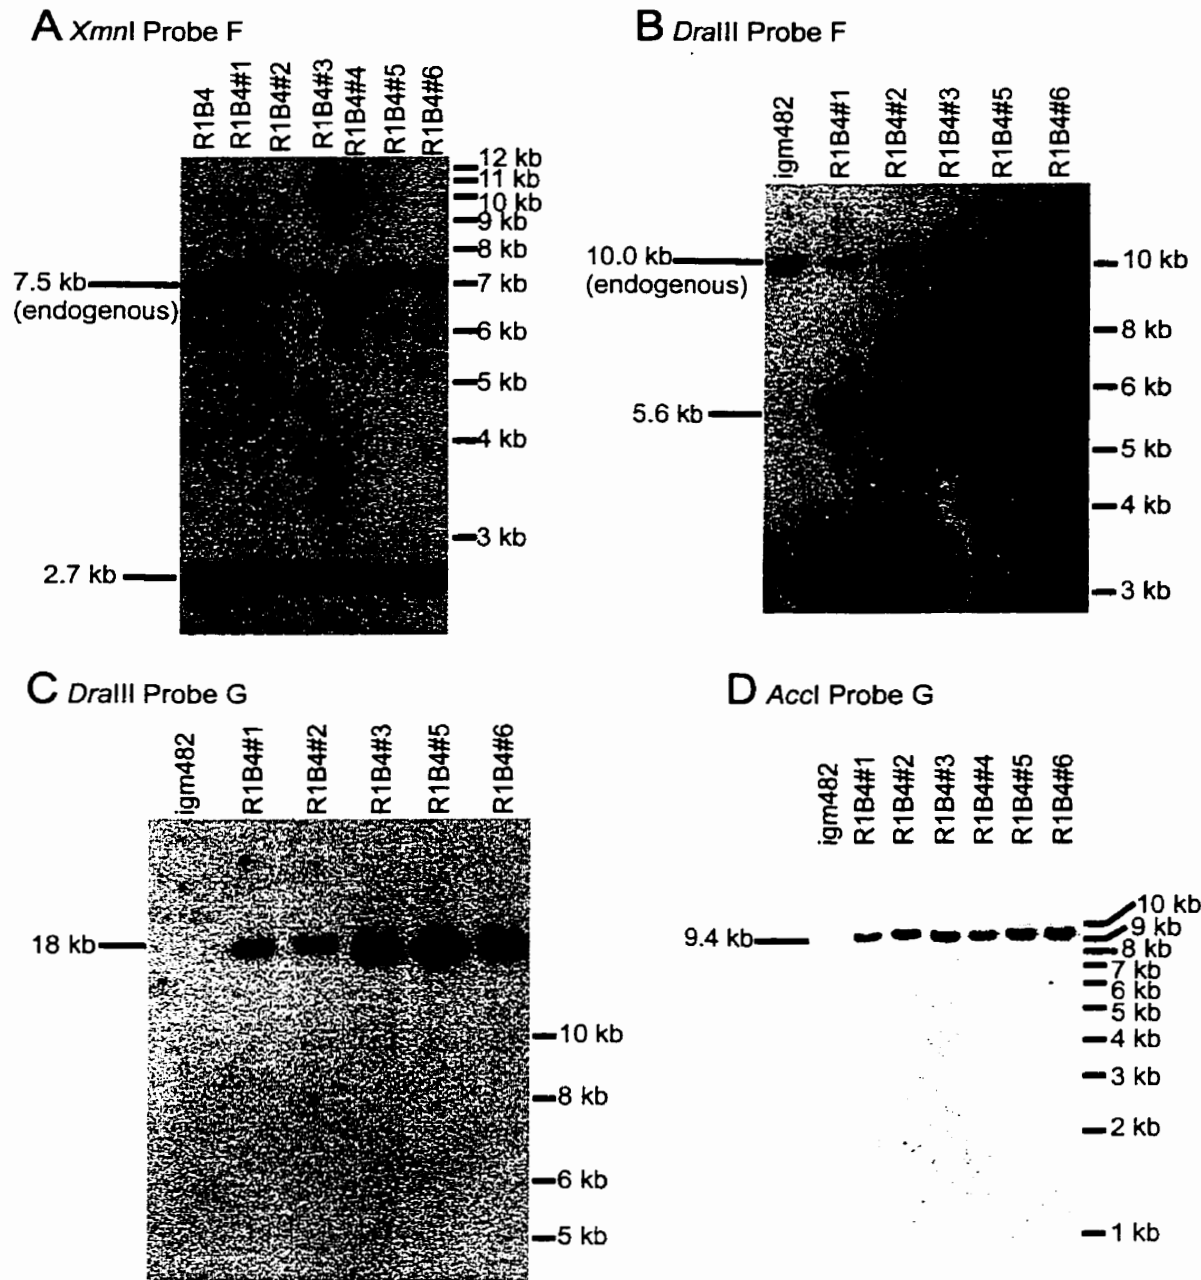 A XmnI Probe F
R1B4
R1B4#1
R1B4#2
R1B4#3
R1B4#4
R1B4#5
R1B4#6
12 kb
11 kb
10 kb
9 kb
8 kb
7 kb
6 kb
5 kb
4 kb
3 kb
7.5 kb
(endogenous)
2.7 kb
B DraIII Probe F
igm482
R1B4#1
R1B4#2
R1B4#3
R1B4#5
R1B4#6
10.0 kb
(endogenous)
5.6 kb
10 kb
8 kb
6 kb
5 kb
4 kb
3 kb
C DraIII Probe G
igm482
R1B4#1
R1B4#2
R1B4#3
R1B4#5
R1B4#6
18 kb
10 kb
8 kb
6 kb
5 kb
D AccI Probe G
igm482
R1B4#1
R1B4#2
R1B4#3
R1B4#4
R1B4#5
R1B4#6
9.4 kb
10 kb
9 kb
8 kb
7 kb
6 kb
5 kb
4 kb
3 kb
2 kb
1 kb